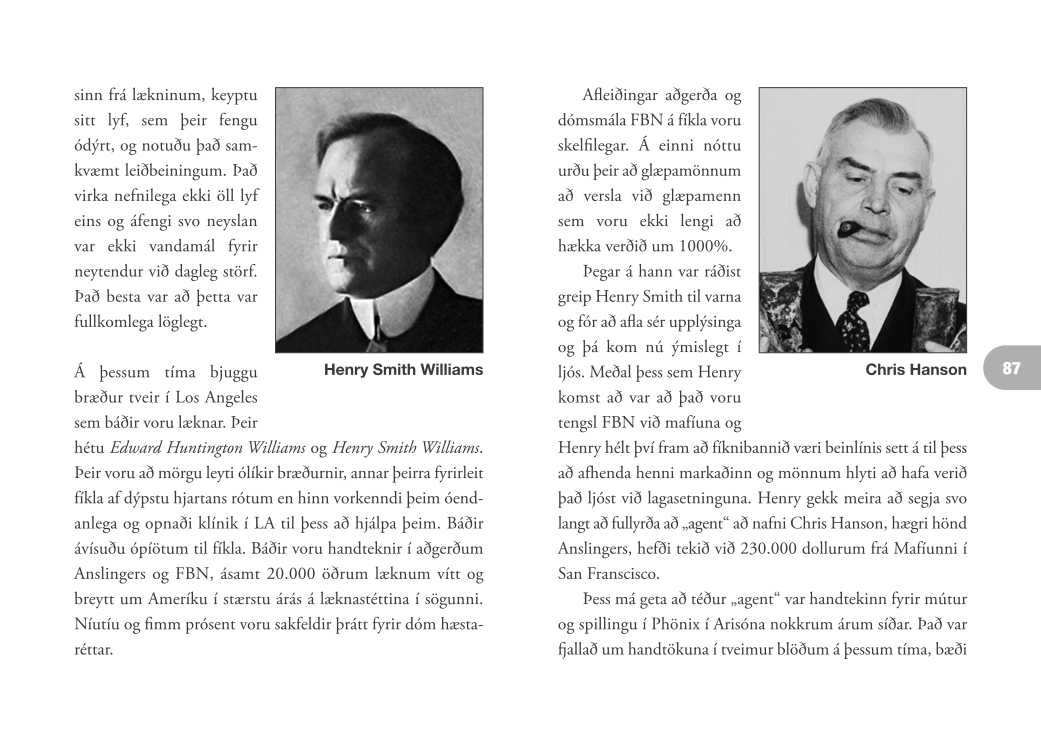 sinn frá lækninum, keyptu
sitt lyf, sem þeir fengu
ódýrt, og notuðu það sam-
kvæmt leiðbeiningum. Það
virka nefnilega ekki öll lyf
eins og áfengi svo neyslan
var ekki vandamál fyrir
neytendur við dagleg störf.
Það besta var að þetta var
fullkomlega löglegt.
Henry Smith Williams
Á þessum tíma bjuggu
bræður tveir í Los Angeles
sem báðir voru læknar. Þeir
hétu Edward Huntington Williams og Henry Smith Williams.
Þeir voru að mörgu leyti ólíkir bræðurnir, annar þeirra fyrirleit
fíkla af dýpstu hjartans rótum en hinn vorkenndi þeim óend-
anlega og opnaði klínik í LA til þess að hjálpa þeim. Báðir
ávísuðu ópíötum til fíkla. Báðir voru handteknir í aðgerðum
Anslingers og FBN, ásamt 20.000 öðrum læknum vítt og
breytt um Ameríku í stærstu árás á læknastéttina í sögunni.
Níutíu og fimm prósent voru sakfeldir þrátt fyrir dóm hæsta-
réttar.
Afleiðingar aðgerða og
dómsmála FBN á fíkla voru
skelfilegar. Á einni nóttu
urðu þeir að glæpamönnum
að versla við glæpamenn
sem voru ekki lengi að
hækka verðið um 1000%.
Þegar á hann var ráðist
greip Henry Smith til varna
og fór að afla sér upplýsinga
og þá kom nú ýmislegt í
ljós. Meðal þess sem Henry
komst að var að það voru
tengsl FBN við mafíuna og
Chris Hanson
Henry hélt því fram að fíknibannið væri beinlínis sett á til þess
að afhenda henni markaðinn og mönnum hlyti að hafa verið
það ljóst við lagasetninguna. Henry gekk meira að segja svo
langt að fullyrða að „agent“ að nafni Chris Hanson, hægri hönd
Anslingers, hefði tekið við 230.000 dollurum frá Mafíunni í
San Franscisco.
Þess má geta að téður „agent“ var handtekinn fyrir mútur
og spillingu í Phönix í Arisóna nokkrum árum síðar. Það var
fjallað um handtökuna í tveimur blöðum á þessum tíma, bæði
87